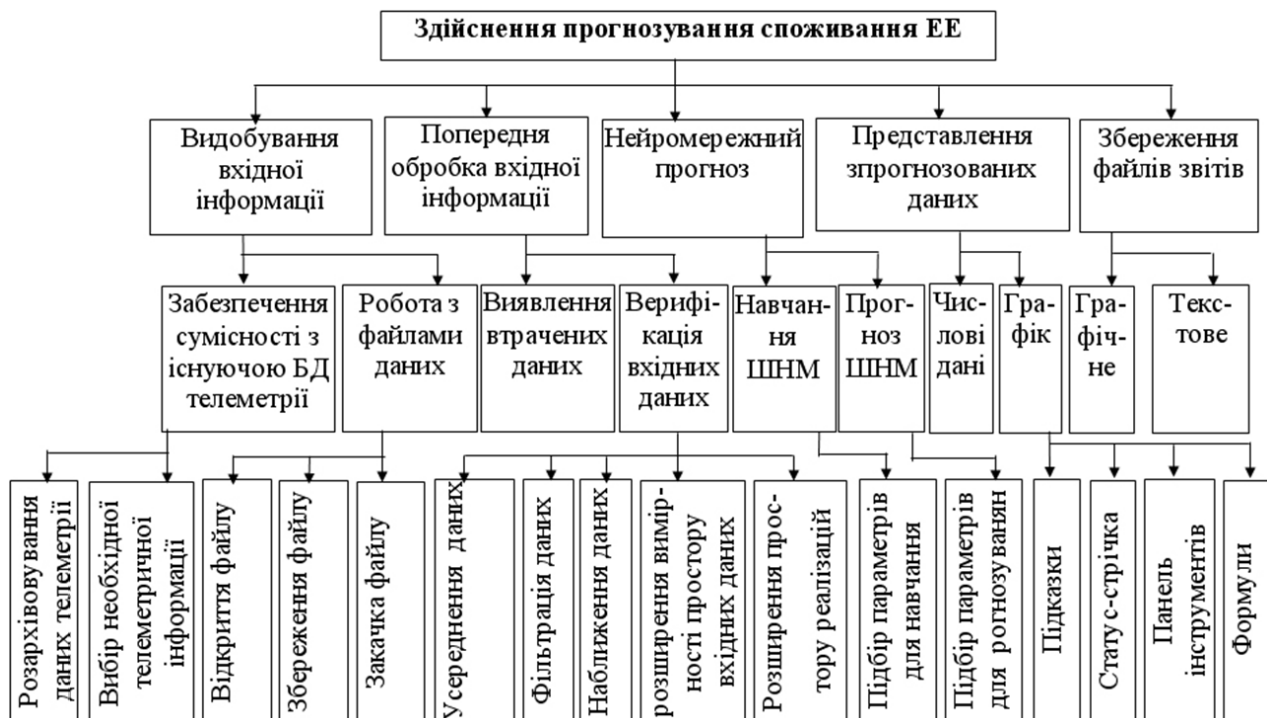 Здійснення прогнозування споживання ЕЕ
Видобування
вхідної
інформації
Попередня
обробка вхідної
інформації
Нейромережний
прогноз
Представлення
зпрогнозованих
даних
Збереження
файлів звітів
Забезпечення
сумісності з
існуючою БД
телеметрії
Робота з
файлами
даних
Виявлення
втрачених
даних
Верифі-
кація
вхідних
даних
Навчан-
ня
ШНМ
Прог-
ноз
ШНМ
Чис-
лові
дані
Гра-
фік
Гра-
фіч-
не
Текс-
тове
Розархівовування
даних телеметрії
Вибір необхідної
телеметричної
інформації
Відкриття файлу
Збереження файлу
Закачка файлу
Усереднення даних
Фільтрація даних
Наближення даних
розширення вимір-
ності простору
вхідних даних
Розширення прос-
тору реалізацій
Підбір параметрів
для навчання
Підбір параметрів
для рогнозуванян
Підказки
Статус-стрічка
Панель
інструментів
Формули